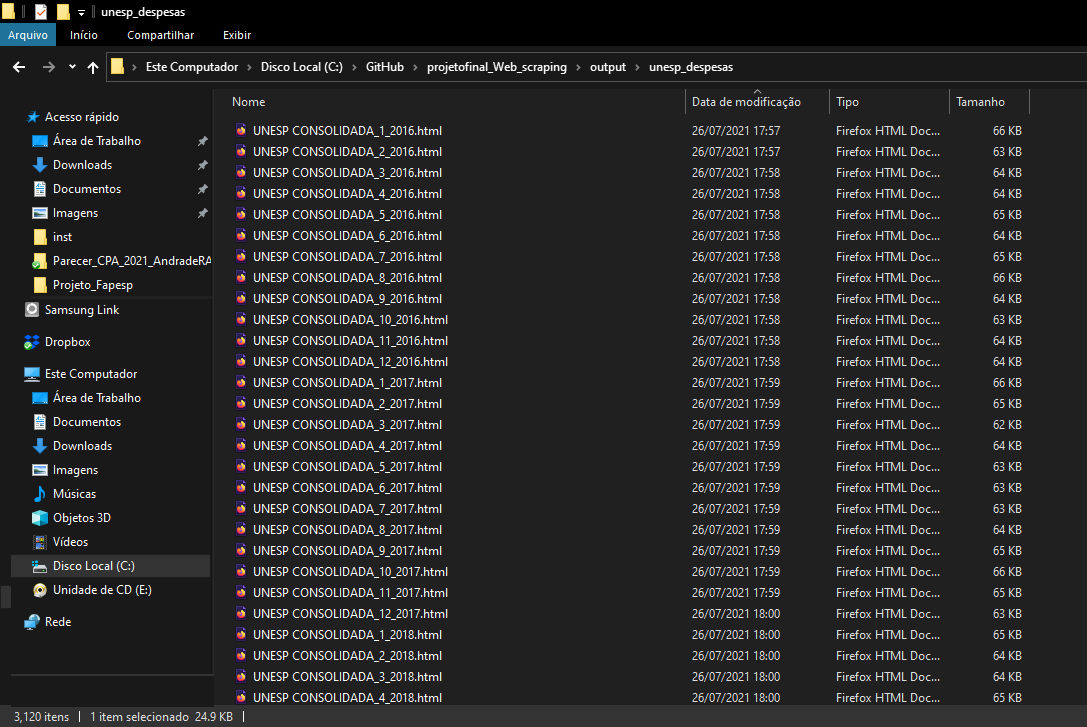 unesp_despesas
Arquivo Início Compartilhar Exibir
Este Computador Disco Local (C:) GitHub projetofinal_Web_scraping output unesp_despesas
Acesso rápido
Área de Trabalho
Downloads
Documentos
Imagens
inst
Parecer_CPA_2021_AndradeRA
Projeto_Fapesp
Samsung Link
Dropbox
Este Computador
Área de Trabalho
Documentos
Downloads
Imagens
Músicas
Objetos 3D
Vídeos
Disco Local (C:)
Unidade de CD (E:)
Rede
Nome Data de modificação Tipo Tamanho
UNESP CONSOLIDADA_1_2016.html 26/07/2021 17:57 Firefox HTML Doc... 66 KB
UNESP CONSOLIDADA_2_2016.html 26/07/2021 17:57 Firefox HTML Doc... 63 KB
UNESP CONSOLIDADA_3_2016.html 26/07/2021 17:58 Firefox HTML Doc... 64 KB
UNESP CONSOLIDADA_4_2016.html 26/07/2021 17:58 Firefox HTML Doc... 64 KB
UNESP CONSOLIDADA_5_2016.html 26/07/2021 17:58 Firefox HTML Doc... 65 KB
UNESP CONSOLIDADA_6_2016.html 26/07/2021 17:58 Firefox HTML Doc... 64 KB
UNESP CONSOLIDADA_7_2016.html 26/07/2021 17:58 Firefox HTML Doc... 65 KB
UNESP CONSOLIDADA_8_2016.html 26/07/2021 17:58 Firefox HTML Doc... 66 KB
UNESP CONSOLIDADA_9_2016.html 26/07/2021 17:58 Firefox HTML Doc... 64 KB
UNESP CONSOLIDADA_10_2016.html 26/07/2021 17:58 Firefox HTML Doc... 63 KB
UNESP CONSOLIDADA_11_2016.html 26/07/2021 17:58 Firefox HTML Doc... 64 KB
UNESP CONSOLIDADA_12_2016.html 26/07/2021 17:58 Firefox HTML Doc... 64 KB
UNESP CONSOLIDADA_1_2017.html 26/07/2021 17:59 Firefox HTML Doc... 66 KB
UNESP CONSOLIDADA_2_2017.html 26/07/2021 17:59 Firefox HTML Doc... 65 KB
UNESP CONSOLIDADA_3_2017.html 26/07/2021 17:59 Firefox HTML Doc... 62 KB
UNESP CONSOLIDADA_4_2017.html 26/07/2021 17:59 Firefox HTML Doc... 64 KB
UNESP CONSOLIDADA_5_2017.html 26/07/2021 17:59 Firefox HTML Doc... 63 KB
UNESP CONSOLIDADA_6_2017.html 26/07/2021 17:59 Firefox HTML Doc... 63 KB
UNESP CONSOLIDADA_7_2017.html 26/07/2021 17:59 Firefox HTML Doc... 63 KB
UNESP CONSOLIDADA_8_2017.html 26/07/2021 17:59 Firefox HTML Doc... 64 KB
UNESP CONSOLIDADA_9_2017.html 26/07/2021 17:59 Firefox HTML Doc... 65 KB
UNESP CONSOLIDADA_10_2017.html 26/07/2021 17:59 Firefox HTML Doc... 66 KB
UNESP CONSOLIDADA_11_2017.html 26/07/2021 17:59 Firefox HTML Doc... 65 KB
UNESP CONSOLIDADA_12_2017.html 26/07/2021 18:00 Firefox HTML Doc... 63 KB
UNESP CONSOLIDADA_1_2018.html 26/07/2021 18:00 Firefox HTML Doc... 65 KB
UNESP CONSOLIDADA_2_2018.html 26/07/2021 18:00 Firefox HTML Doc... 64 KB
UNESP CONSOLIDADA_3_2018.html 26/07/2021 18:00 Firefox HTML Doc... 64 KB
UNESP CONSOLIDADA_4_2018.html 26/07/2021 18:00 Firefox HTML Doc... 65 KB
3,120 itens 1 item selecionado 24.9 KB